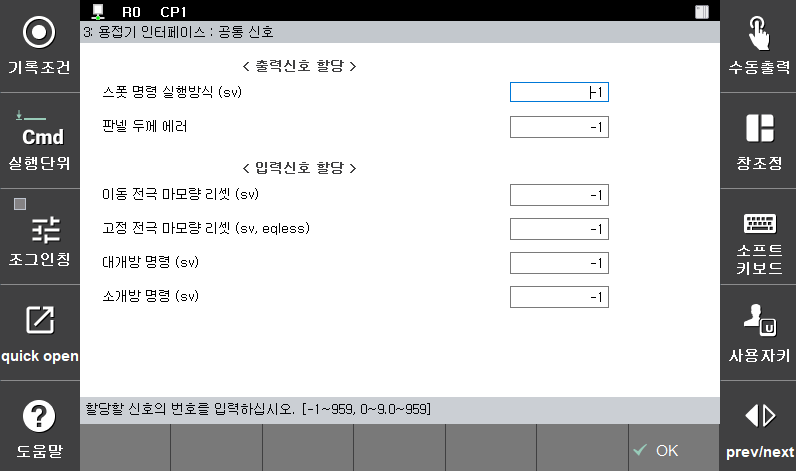 R0 CP1
3: 용접기 인터페이스 : 공통 신호
기록조건
Cmd
실행단위
조그인칭
quick open
도움말
< 출력신호 할당 >
스폿 명령 실행방식 (sv) -1
판넬 두께 에러 -1
< 입력신호 할당 >
이동 전극 마모량 리셋 (sv) -1
고정 전극 마모량 리셋 (sv, eqless) -1
대개방 명령 (sv) -1
소개방 명령 (sv) -1
할당할 신호의 번호를 입력하십시오. [-1~959, 0~9.0~959]
OK
수동출력
창조정
소프트
키보드
U
사용자키
prev/next